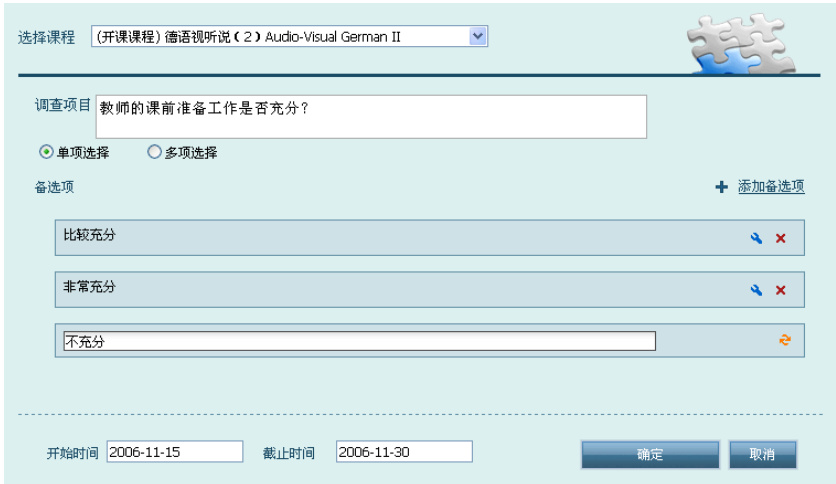 选择课程 (开课课程) 德语视听说(2) Audio-Visual German II
调查项目 教师的课前准备工作是否充分?
单项选择 多项选择
备选项 添加备选项
比较充分
非常充分
不充分
开始时间 2006-11-15 截止时间 2006-11-30 确定 取消